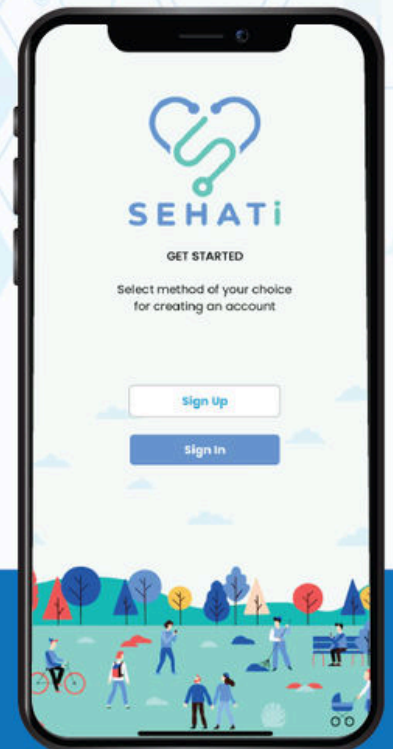 SEHATi
GET STARTED
Select method of your choice
for creating an account
Sign Up
Sign In